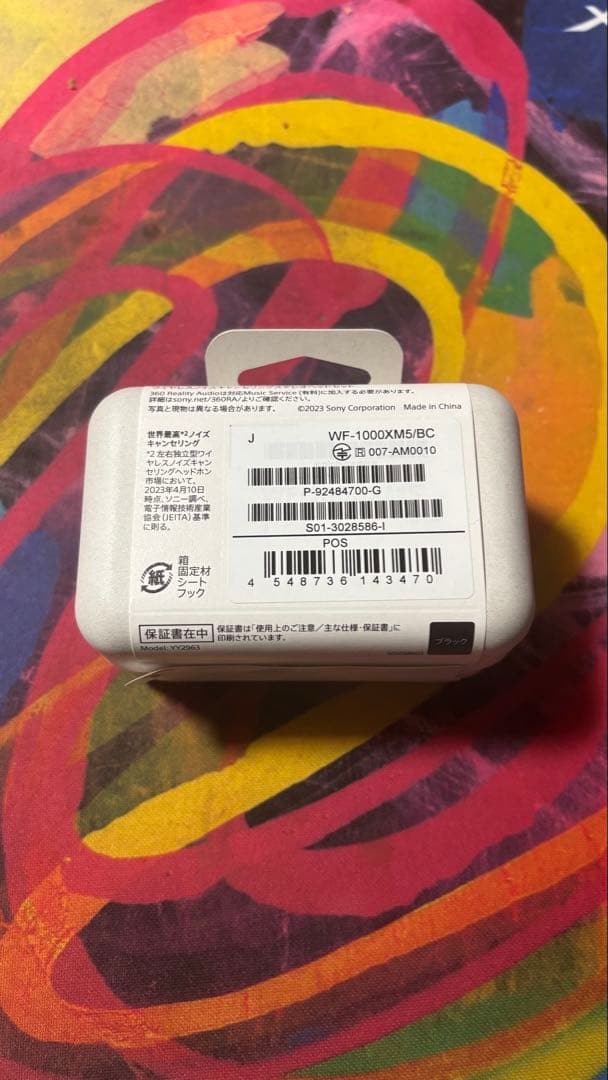 360 Reality Audioは対応Music Service (有料)に加入する必要があります。
詳細はsony.net/360RA/よりご確認ください。
写真と現物は異なる場合があります。 ©2023 Sony Corporation Made in China
世界最高*2ノイズ
キャンセリング
*2 左右独立型ワイ
ヤレスノイズキャン
セリングヘッドホン
市場において。
2023年4月10日
時点、ソニー調べ、
電子情報技術産業
協会(JEITA)基準
に則る。
J WF-1000XM5/BC
R 007-AM0010
P-92484700-G
S01-3028586-I
POS
4 548736 143470
紙
箱
固定材
シート
フック
保証書在中 保証書は「使用上のご注意/主な仕様・保証書」に
印刷されています。
Model: YY2963
ブラック